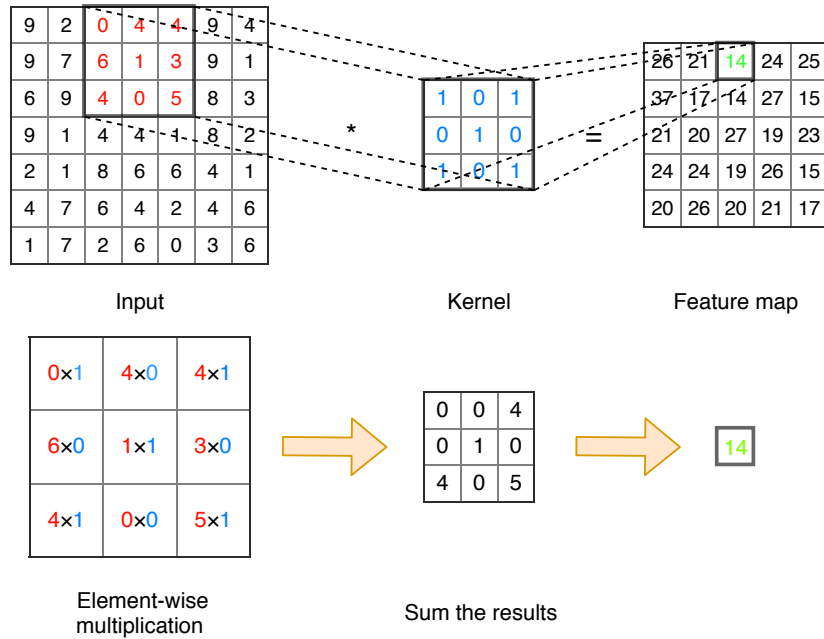 9 2 0 4 4 9 4
9 7 6 1 3 9 1
6 9 4 0 5 8 3
9 1 4 4 1 8 2
2 1 8 6 6 4 1
4 7 6 4 2 4 6
1 7 2 6 0 3 6
Input
*
1 0 1
0 1 0
1 0 1
Kernel
=
26 21 14 24 25
37 17 14 27 15
21 20 27 19 23
24 24 19 26 15
20 26 20 21 17
Feature map
0×1 4×0 4×1
6×0 1×1 3×0
4×1 0×0 5×1
Element-wise
multiplication
0 0 4
0 1 0
4 0 5
Sum the results
14